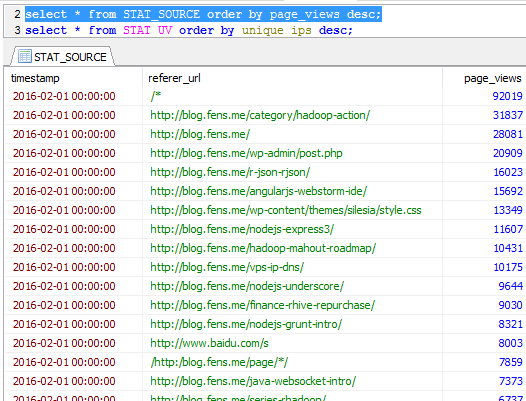 2 select * from STAT_SOURCE order by page_views desc;
3 select * from STAT_UV order by unique_ips desc;
STAT_SOURCE
timestamp referer_url page_views
2016-02-01 00:00:00 /* 92019
2016-02-01 00:00:00 http://blog.fens.me/category/hadoop-action/ 31837
2016-02-01 00:00:00 http://blog.fens.me/ 28081
2016-02-01 00:00:00 http://blog.fens.me/wp-admin/post.php 20909
2016-02-01 00:00:00 http://blog.fens.me/r-json-rjson/ 16023
2016-02-01 00:00:00 http://blog.fens.me/angularjs-webstorm-ide/ 15692
2016-02-01 00:00:00 http://blog.fens.me/wp-content/themes/silesia/style.css 13349
2016-02-01 00:00:00 http://blog.fens.me/nodejs-express3/ 11607
2016-02-01 00:00:00 http://blog.fens.me/hadoop-mahout-roadmap/ 10431
2016-02-01 00:00:00 http://blog.fens.me/vps-ip-dns/ 10175
2016-02-01 00:00:00 http://blog.fens.me/nodejs-underscore/ 9644
2016-02-01 00:00:00 http://blog.fens.me/finance-rhive-repurchase/ 9030
2016-02-01 00:00:00 http://blog.fens.me/nodejs-grunt-intro/ 8321
2016-02-01 00:00:00 http://www.baidu.com/s 8003
2016-02-01 00:00:00 /http:/blog.fens.me/page/*/ 7859
2016-02-01 00:00:00 http://blog.fens.me/java-websocket-intro/ 7373
2016-02-01 00:00:00 http://blog.fens.me/series-rhadoop/ 6737